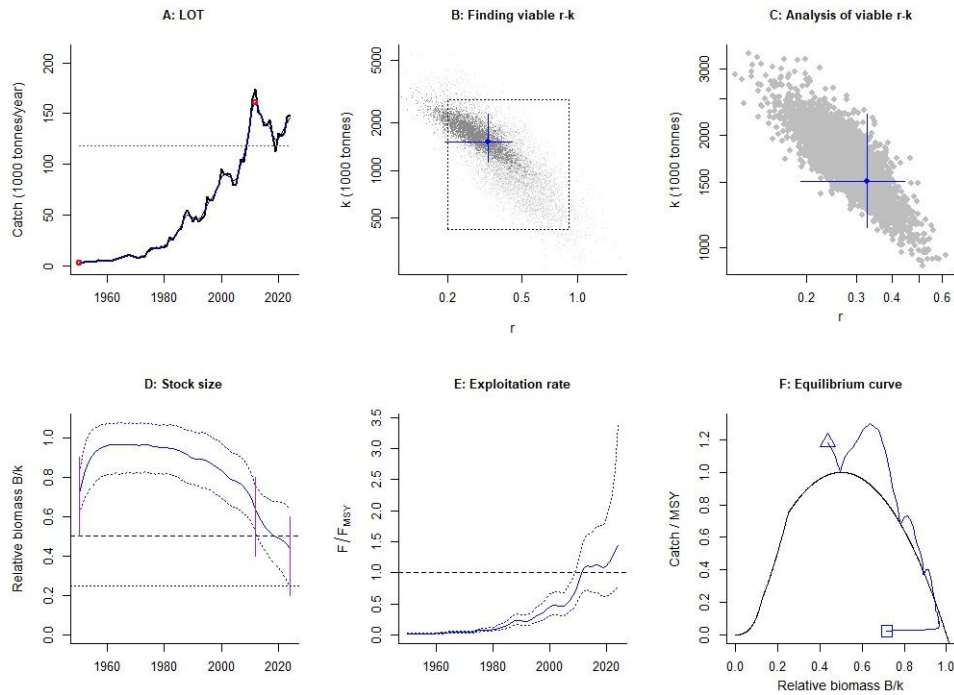 A: LOT
Catch (1000 tonnes/year)
0 50 100 150 200
1960 1980 2000 2020
B: Finding viable r-k
k (1000 tonnes)
500 1000 2000 5000
0.2 0.5 1.0
r
C: Analysis of viable r-k
k (1000 tonnes)
1000 1500 2000 3000
0.2 0.3 0.4 0.6
r
D: Stock size
Relative biomass B/k
0.0 0.2 0.4 0.6 0.8 1.0
1960 1980 2000 2020
E: Exploitation rate
F / FMSY
0.0 0.5 1.0 1.5 2.0 2.5 3.0 3.5
1960 1980 2000 2020
F: Equilibrium curve
Catch / MSY
0.0 0.2 0.4 0.6 0.8 1.0 1.2
0.0 0.2 0.4 0.6 0.8 1.0
Relative biomass B/k